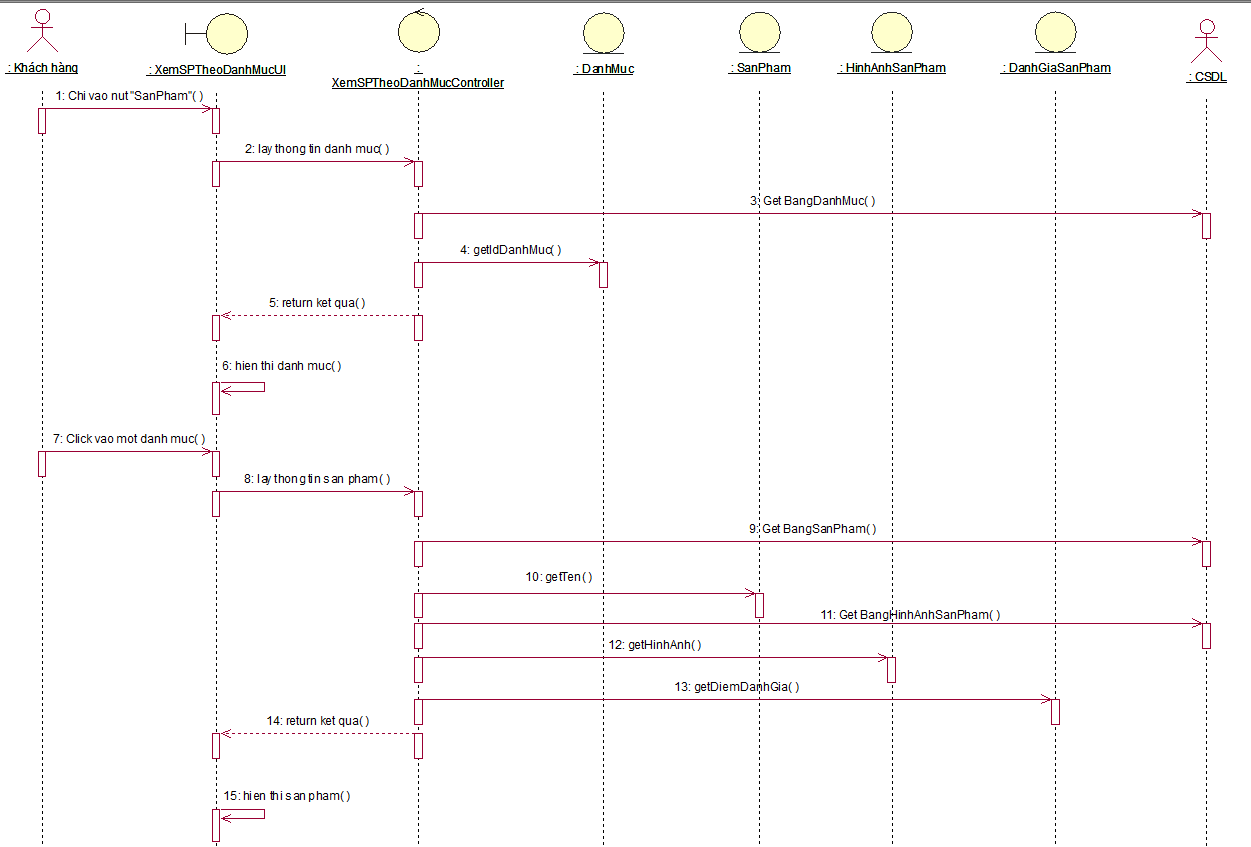 : Khách hàng
: XemSPTheoDanhMucUI
:
XemSPTheoDanhMucController
: DanhMuc
: SanPham
: HinhAnhSanPham
: DanhGiaSanPham
: CSDL
1: Chi vao nut "SanPham"( )
2: lay thong tin danh muc( )
3: Get BangDanhMuc( )
4: getIdDanhMuc( )
5: return ket qua( )
6: hien thi danh muc( )
7: Click vao mot danh muc( )
8: lay thong tin san pham( )
9: Get BangSanPham( )
10: getTen( )
11: Get BangHinhAnhSanPham( )
12: getHinhAnh( )
13: getDiemDanhGia( )
14: return ket qua( )
15: hien thi san pham( )